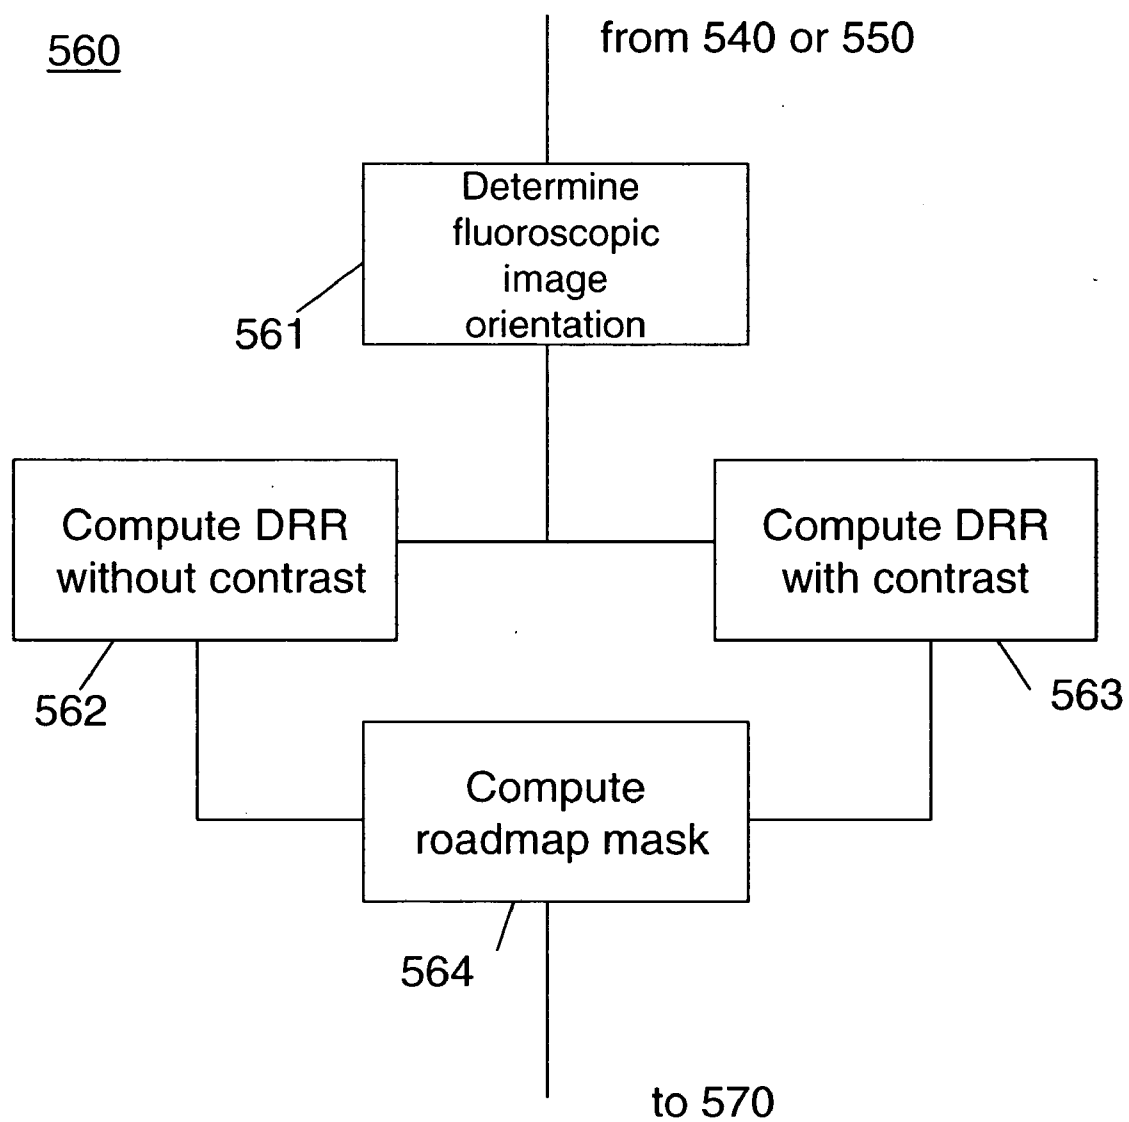 560
from 540 or 550
Determine
fluoroscopic
image
orientation
561
Compute DRR
without contrast
562
Compute DRR
with contrast
563
Compute
roadmap mask
564
to 570